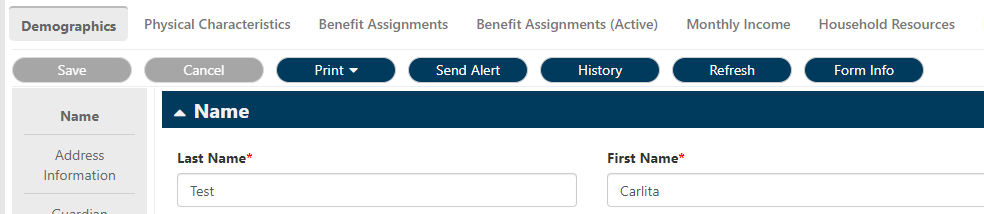 Demographics Physical Characteristics Benefit Assignments Benefit Assignments (Active) Monthly Income Household Resources
Save Cancel Print Send Alert History Refresh Form Info
Name
Address
Information
Guardian
Name
Last Name* First Name*
Test Carlita